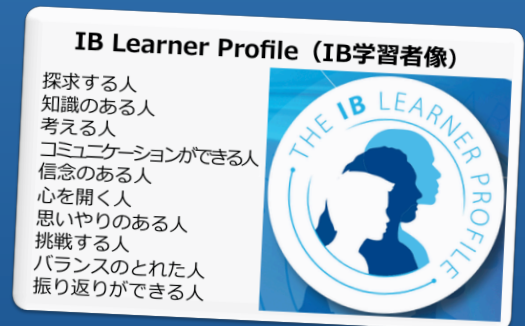 IB Learner Profile（IB学習者像）
探求する人
知識のある人
考える人
コミュニケーションができる人
信念のある人
心を開く人
思いやりのある人
挑戦する人
バランスのとれた人
振り返りができる人
THE IB LEARNER PROFILE